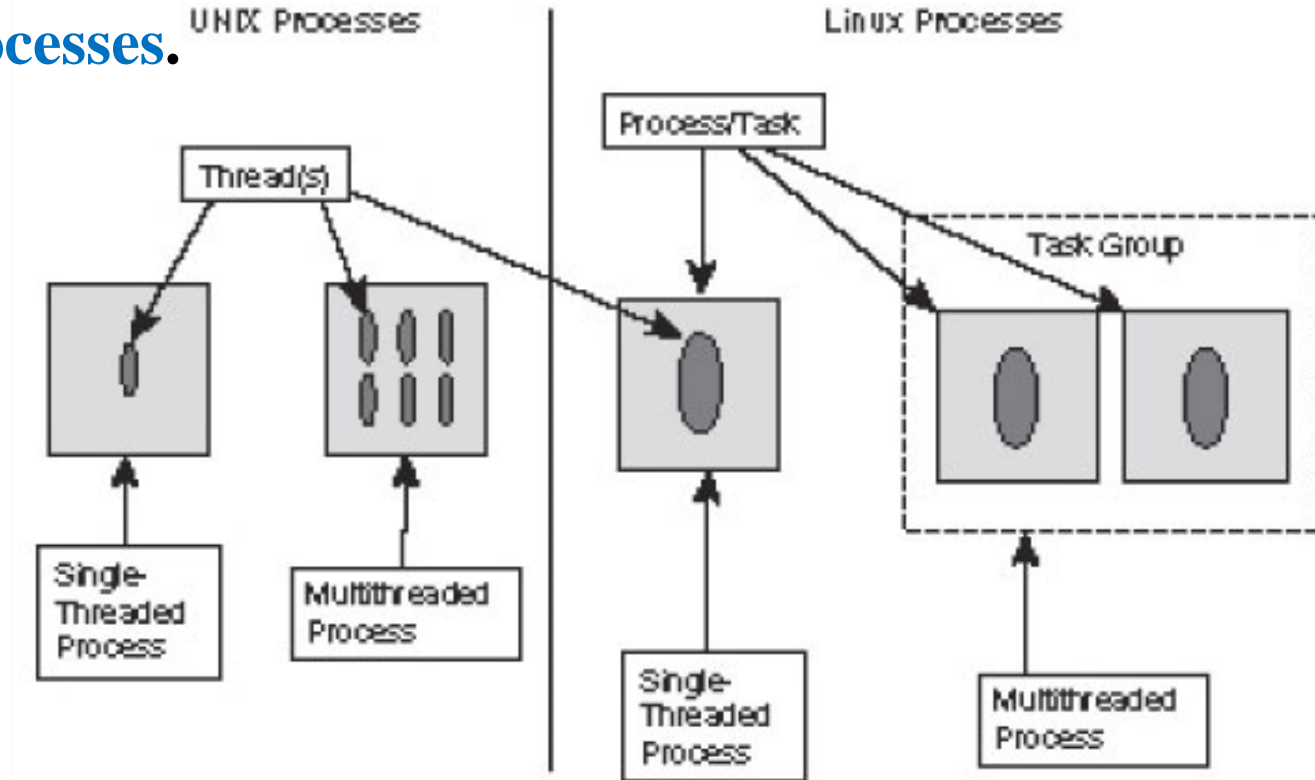 UNIX Processes
Linux Processes
ocesses.
Process/Task
Thread(s)
Task Group
Single-
Threaded
Process
Multithreaded
Process
Single-
Threaded
Process
Multithreaded
Process